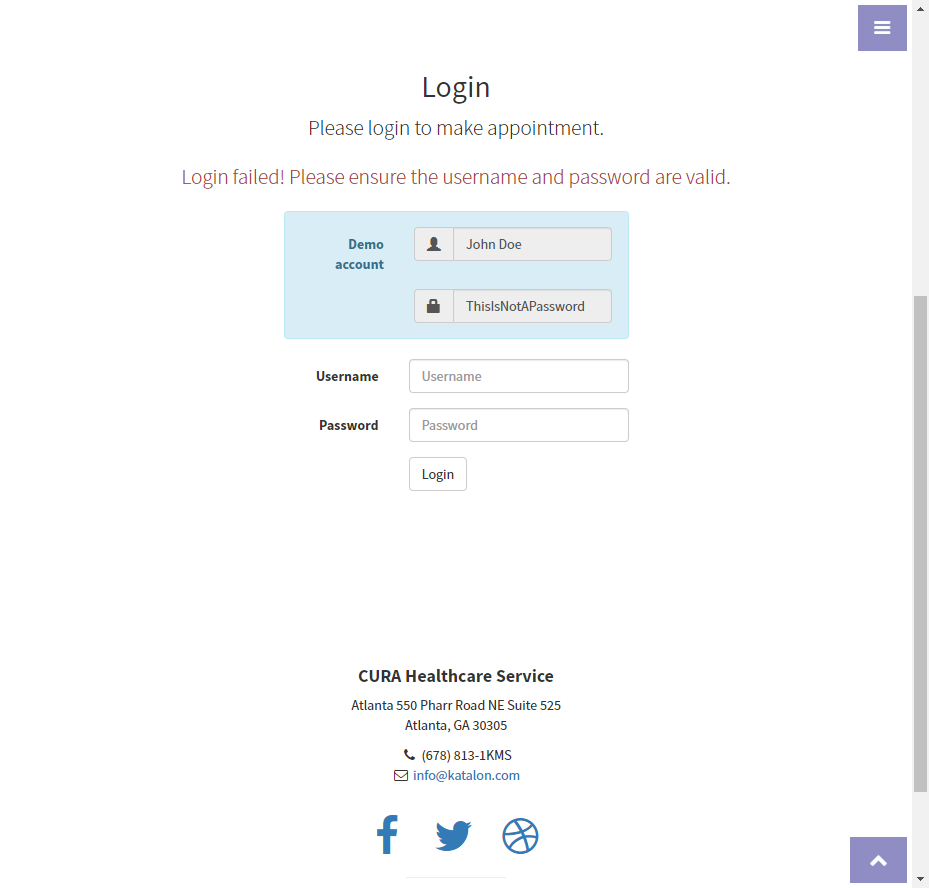 Login
Please login to make appointment.
Login failed! Please ensure the username and password are valid.
Demo account
John Doe
ThisIsNotAPassword
Username
Username
Password
Password
Login
CURA Healthcare Service
Atlanta 550 Pharr Road NE Suite 525
Atlanta, GA 30305
(678) 813-1KMS
info@katalon.com